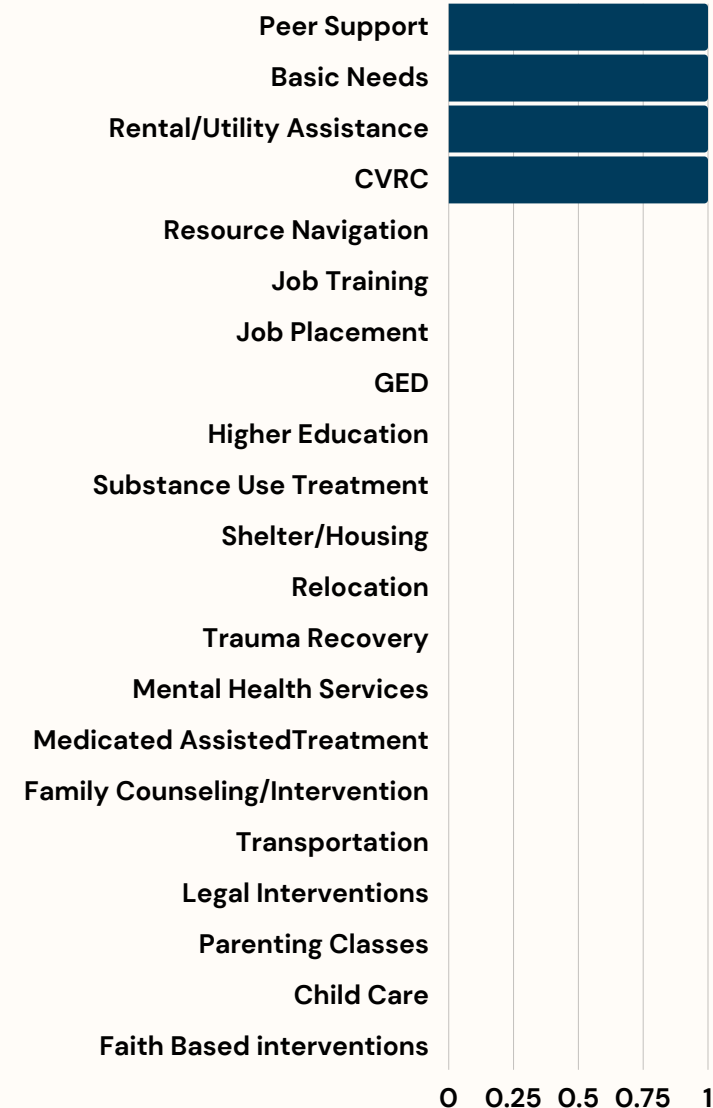 Peer Support
Basic Needs
Rental/Utility Assistance
CVRC
Resource Navigation
Job Training
Job Placement
GED
Higher Education
Substance Use Treatment
Shelter/Housing
Relocation
Trauma Recovery
Mental Health Services
Medicated AssistedTreatment
Family Counseling/Intervention
Transportation
Legal Interventions
Parenting Classes
Child Care
Faith Based interventions
0 0.25 0.5 0.75 1